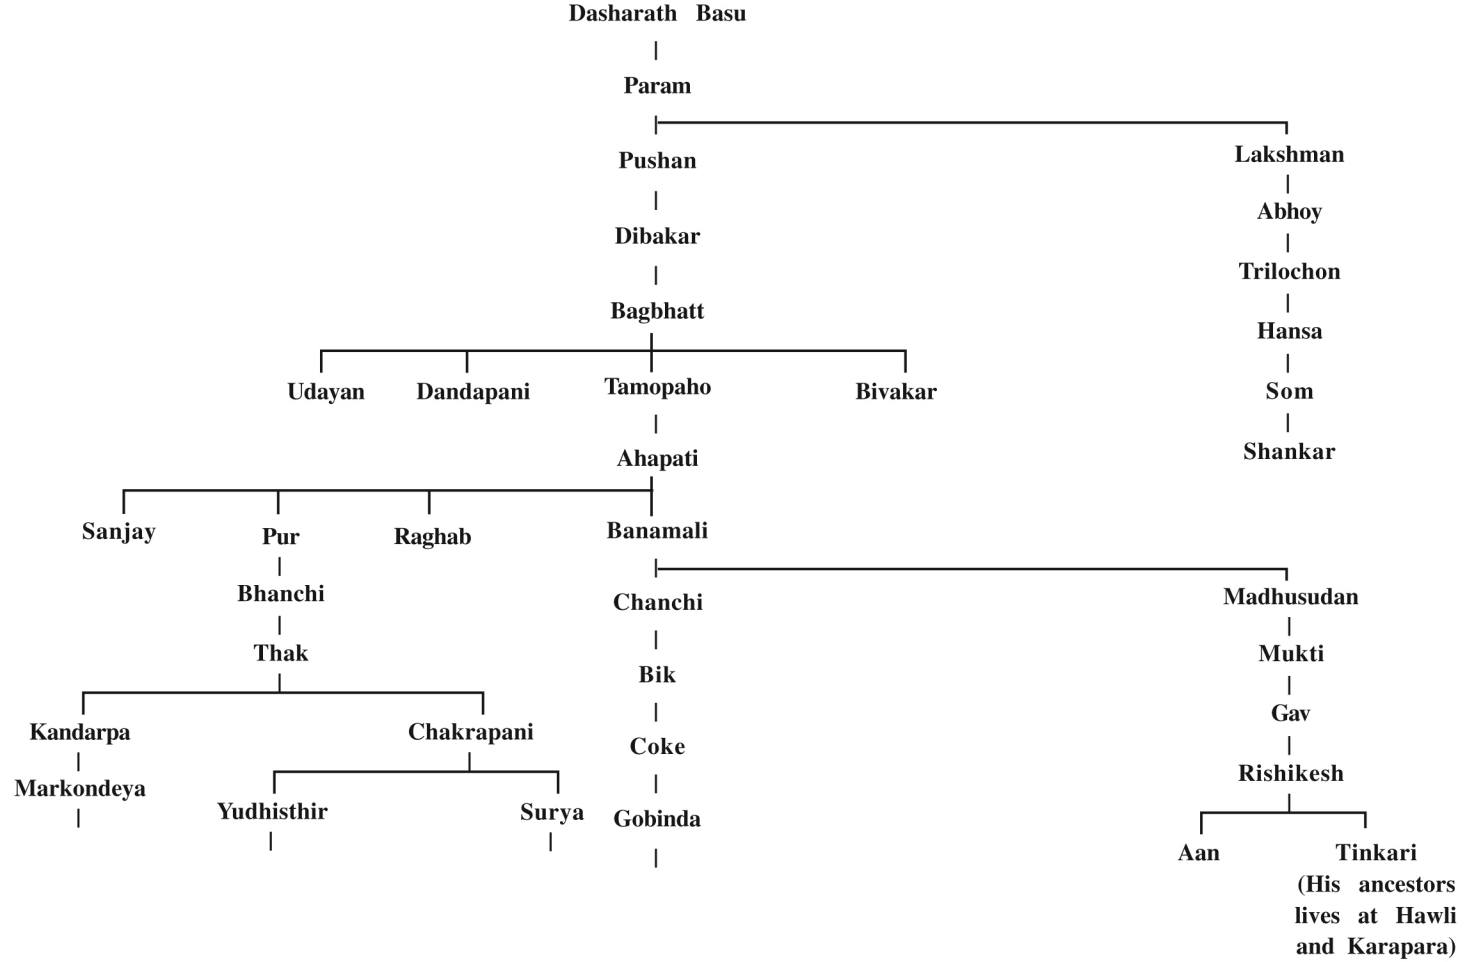 Dasharath Basu
Param
Pushan
Lakshman
Abhoy
Dibakar
Trilochon
Bagbhatt
Hansa
Udayan
Dandapani
Tamopaho
Bivakar
Som
Ahapati
Shankar
Sanjay
Pur
Raghab
Banamali
Bhanchi
Chanchi
Madhusudan
Thak
Mukti
Bik
Gav
Kandarpa
Chakrapani
Coke
Rishikesh
Markondeya
Yudhisthir
Surya
Gobinda
Aan
Tinkari
(His ancestors
lives at Hawli
and Karapara)